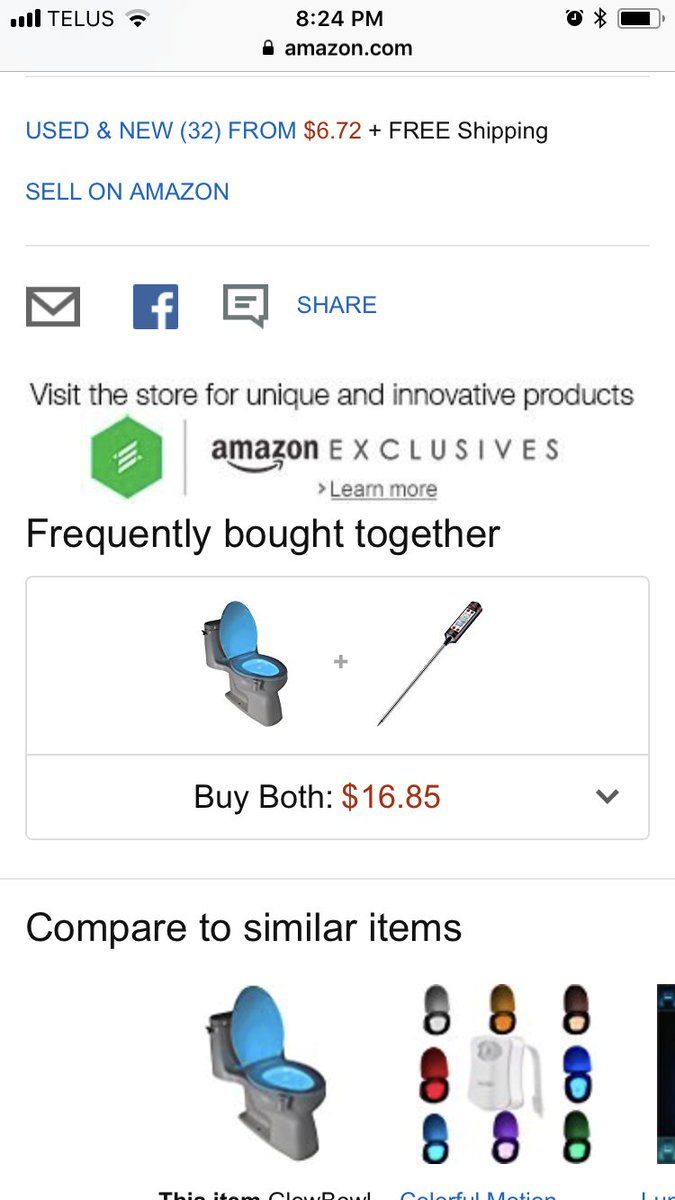 TELUS 8:24 PM
amazon.com
USED & NEW (32) FROM $6.72 + FREE Shipping
SELL ON AMAZON
SHARE
Visit the store for unique and innovative products
amazon EXCLUSIVES
>Learn more
Frequently bought together
+
Buy Both: $16.85
Compare to similar items
This item GlowBowl Colorful Motion